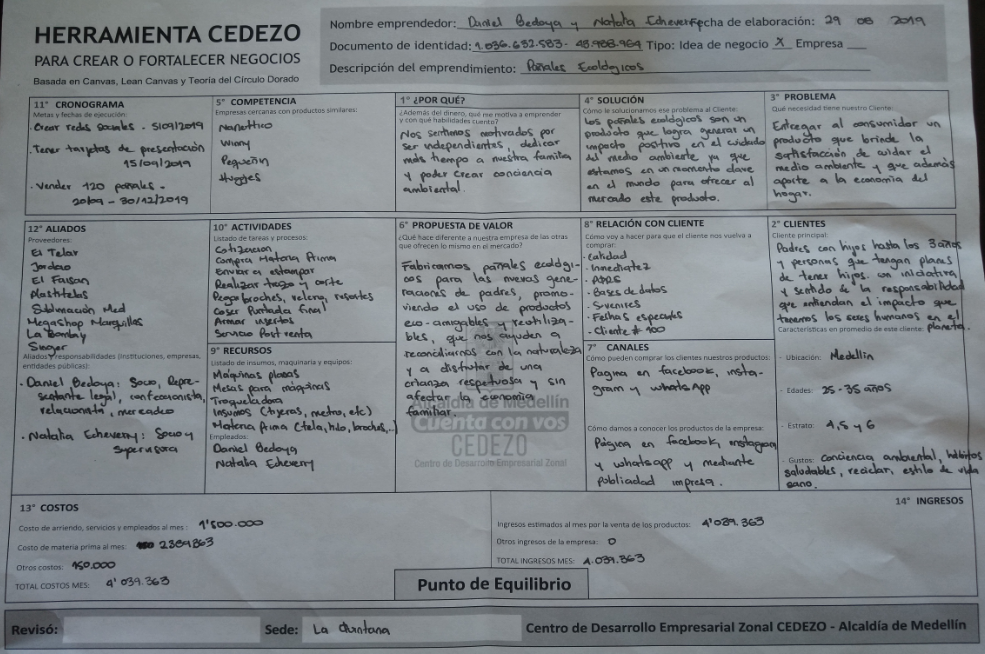 HERRAMIENTA CEDEZO
PARA CREAR O FORTALECER NEGOCIOS
Basada en Canvas, Lean Canvas y Teoría del Círculo Dorado
Nombre emprendedor: Daniel Bedoya y Natalia Echeverry
Fecha de elaboración: 29 08 2019
Documento de identidad: 1.036.632.583 - 43.988.964 Tipo: Idea de negocio X Empresa
Descripción del emprendimiento: Pañales Ecológicos
11° CRONOGRAMA
Metas y fechas de ejecución:
- Crear redes sociales - 5/09/2019
- Tener tarjetas de presentación
15/09/2019
- Vender 120 pañales -
20/09 - 30/12/2019
5° COMPETENCIA
Empresas cercanas con productos similares:
Nanettico
Winny
Pequeñin
Huggies
1° ¿POR QUÉ?
¿Además del dinero, qué me motiva a emprender
y con qué habilidades cuento?
Nos sentimos motivados por
ser independientes, dedicar
más tiempo a nuestra familia
y poder crear conciencia
ambiental.
4° SOLUCIÓN
Cómo le solucionamos ese problema al Cliente:
Los pañales ecológicos son un
producto que logra generar un
impacto positivo en el cuidado
del medio ambiente ya que
estamos en un momento clave
en el mundo para ofrecer al
mercado este producto.
3° PROBLEMA
Qué necesidad tiene nuestro Cliente:
Entregar al consumidor un
producto que brinde la
satisfacción de cuidar el
medio ambiente y que además
aporte a la economia del
hogar.
12° ALIADOS
Proveedores:
El Telar
Jordao
El Faisan
Plastitelas
Sublimación Med
Megashop Marquillas
La Bombay
Singer
Aliados y responsabilidades (Instituciones, empresas,
entidades públicas):
- Daniel Bedoya: Socio, Repre-
sentante legal, confeccionista,
relacionista, mercadeo
- Natalia Echeverry: Socio y
Supervisora
10° ACTIVIDADES
Listado de tareas y procesos:
Cotización
Compra Materia Prima
Enviar a estampar
Realizar trazo y corte
Pegar broches, velcro, resortes
Coser Puntada final
Armar insertos
Servicio Post venta
9° RECURSOS
Listado de insumos, maquinaria y equipos:
Máquinas planas
Mesas para máquinas
Troqueladora
Insumos (tijeras, metro, etc)
Materia Prima (tela, hilo, broches,..)
Empleados:
Daniel Bedoya
Natalia Echeverry
6° PROPUESTA DE VALOR
¿Qué hace diferente a nuestra empresa de las otras
que ofrecen lo mismo en el mercado?
Fabricamos pañales ecológi-
cos para las nuevas gene-
raciones de padres, promo-
viendo el uso de productos
eco-amigables y reutiliza-
bles, que nos ayuden a
reconciliarnos con la naturaleza
y a disfrutar de una
crianza respetuosa y sin
afectar la economía
familiar.
Alcaldía de Medellín
Cuenta con vos
CEDEZO
Centro de Desarrollo Empresarial Zonal
8° RELACIÓN CON CLIENTE
Cómo voy a hacer para que el cliente nos vuelva a
comprar:
- Calidad
- Inmediatez
- PQRS
- Bases de datos
- Suvenires
- Fechas especiales
- Cliente # 100
7° CANALES
Cómo pueden comprar los clientes nuestros productos:
Pagina en facebook, insta-
gram y whatsApp
Cómo damos a conocer los productos de la empresa:
Página en facebook, instagram
y whatsapp y mediante
publicidad impresa.
2° CLIENTES
Cliente principal:
Padres con hijos hasta los 3 años
y personas que tengan planes
de tener hijos. con iniciativa
y sentido de la responsabilidad
que entiendan el impacto que
tenemos los seres humanos en el
planeta.
Características en promedio de este cliente:
- Ubicación: Medellin
- Edades: 25 - 35 años
- Estrato: 4, 5 y 6
- Gustos: conciencia ambiental, hábitos
saludables, reciclar, estilo de vida
sano.
13° COSTOS
Costo de arriendo, servicios y empleados al mes: 1'500.000
Costo de materia prima al mes: 2389363
Otros costos: 150.000
TOTAL COSTOS MES: 4'039.363
14° INGRESOS
Ingresos estimados al mes por la venta de los productos: 4'039.363
Otros ingresos de la empresa: 0
TOTAL INGRESOS MES: 4.039.363
Punto de Equilibrio
Revisó:
Sede: La Quintana
Centro de Desarrollo Empresarial Zonal CEDEZO - Alcaldía de Medellín